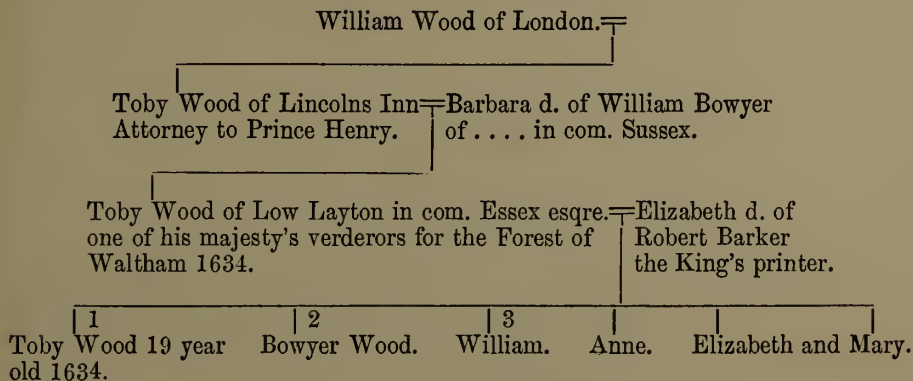 William Wood of London.
Toby Wood of Lincolns Inn
Attorney to Prince Henry.
Barbara d. of William Bowyer
of .... in com. Sussex.
Toby Wood of Low Layton in com. Essex esqre.
one of his majesty's verderors for the Forest of
Waltham 1634.
Elizabeth d. of
Robert Barker
the King's printer.
1
Toby Wood 19 year
old 1634.
2
Bowyer Wood.
3
William.
Anne.
Elizabeth and Mary.